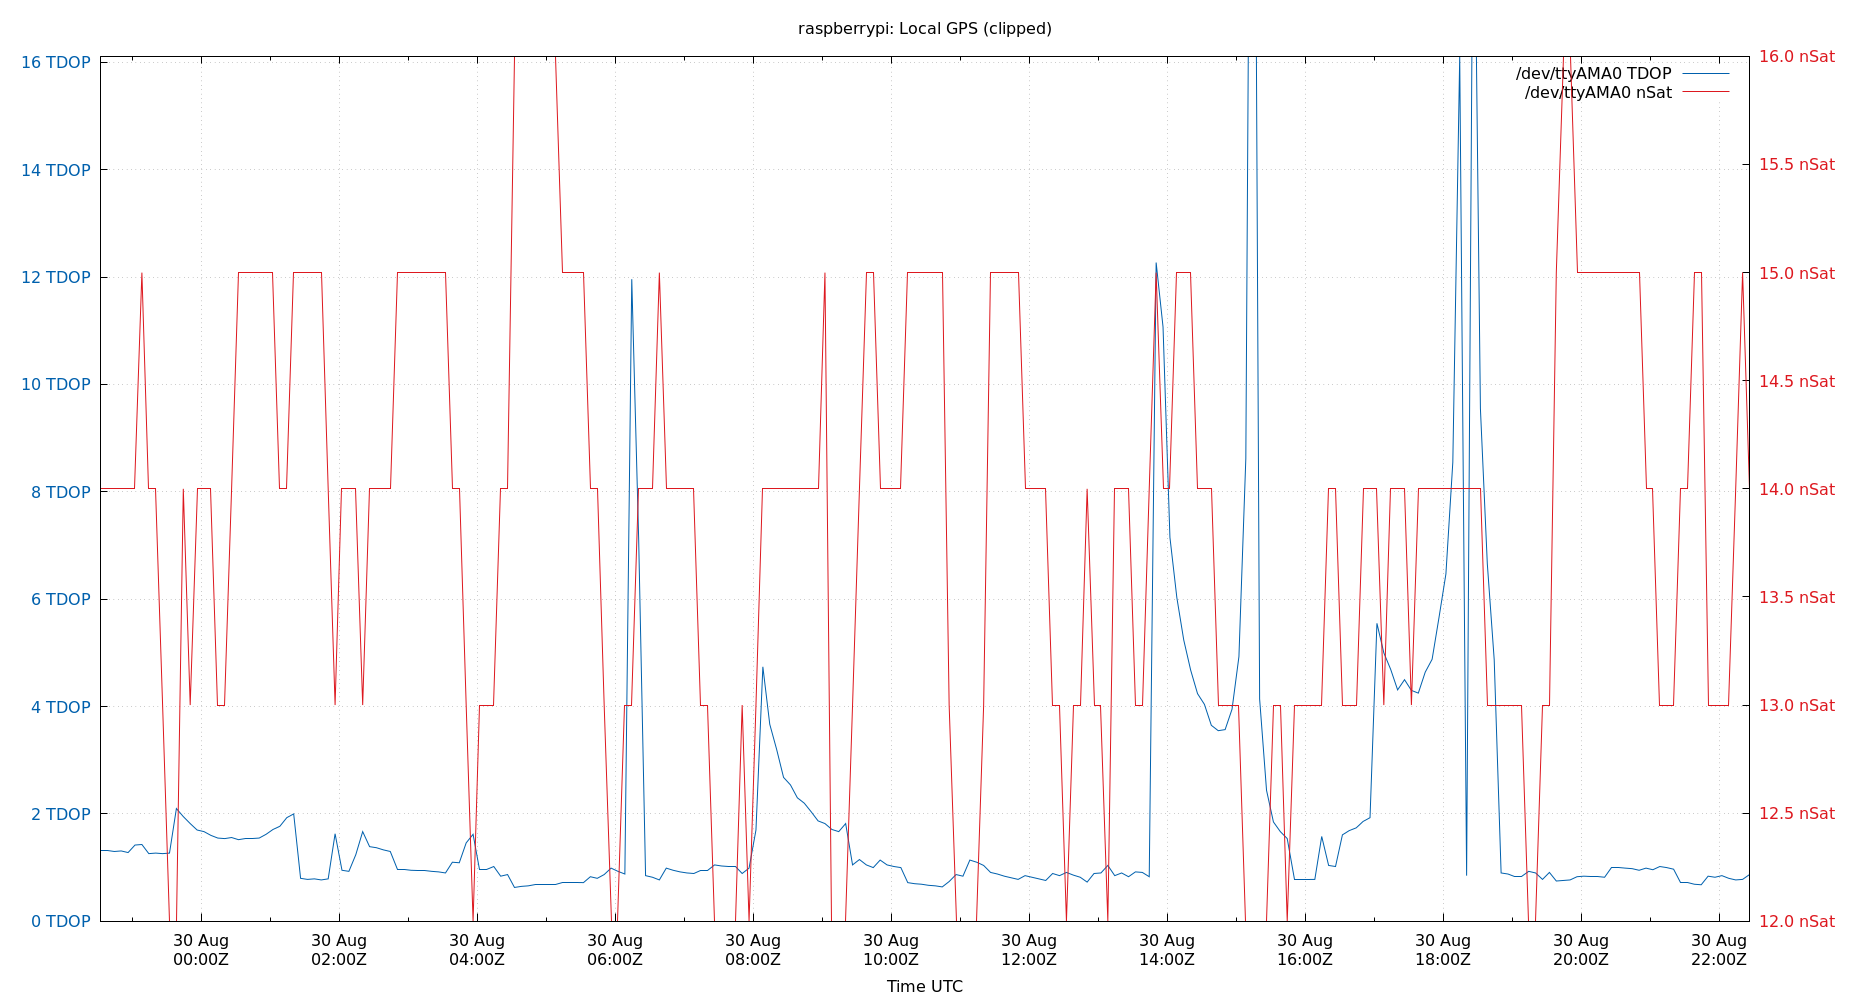 raspberrypi: Local GPS (clipped)
16 TDOP
14 TDOP
12 TDOP
10 TDOP
8 TDOP
6 TDOP
4 TDOP
2 TDOP
0 TDOP
/dev/ttyAMA0 TDOP
/dev/ttyAMA0 nSat
16.0 nSat
15.5 nSat
15.0 nSat
14.5 nSat
14.0 nSat
13.5 nSat
13.0 nSat
12.5 nSat
12.0 nSat
30 Aug 30 Aug 30 Aug 30 Aug 30 Aug 30 Aug 30 Aug 30 Aug 30 Aug 30 Aug 30 Aug 30 Aug
00:00Z 02:00Z 04:00Z 06:00Z 08:00Z 10:00Z 12:00Z 14:00Z 16:00Z 18:00Z 20:00Z 22:00Z
Time UTC